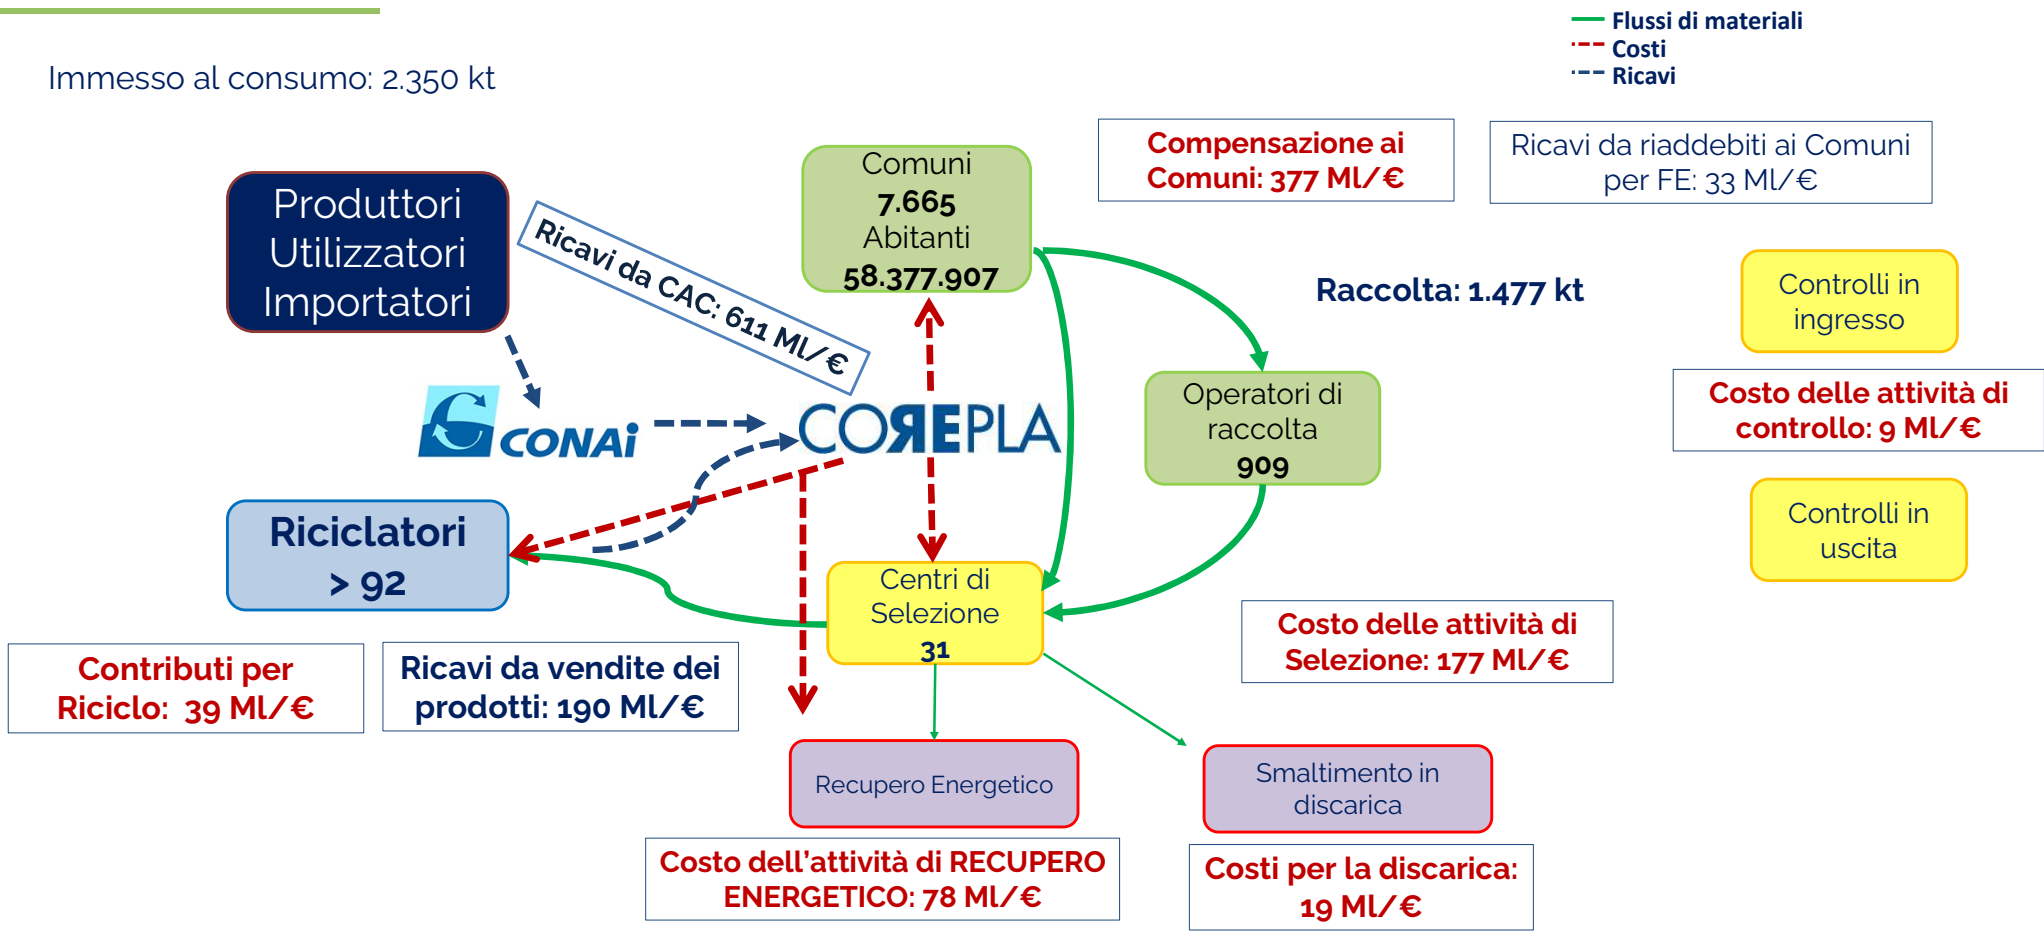 Flussi di materiali
Costi
Ricavi
Immesso al consumo: 2.350 kt
Produttori
Utilizzatori
Importatori
Ricavi da CAC: 611 Ml/€
Comuni
7.665
Abitanti
58.377.907
Compensazione ai
Comuni: 377 Ml/€
Ricavi da riaddebiti ai Comuni
per FE: 33 Ml/€
Raccolta: 1.477 kt
Controlli in
ingresso
Costo delle attività di
controllo: 9 Ml/€
Controlli in
uscita
Operatori di
raccolta
909
CONAi
COREPLA
Riciclatori
> 92
Centri di
Selezione
31
Costo delle attività di
Selezione: 177 Ml/€
Contributi per
Riciclo: 39 Ml/€
Ricavi da vendite dei
prodotti: 190 Ml/€
Recupero Energetico
Smaltimento in
discarica
Costo dell'attività di RECUPERO
ENERGETICO: 78 Ml/€
Costi per la discarica:
19 Ml/€